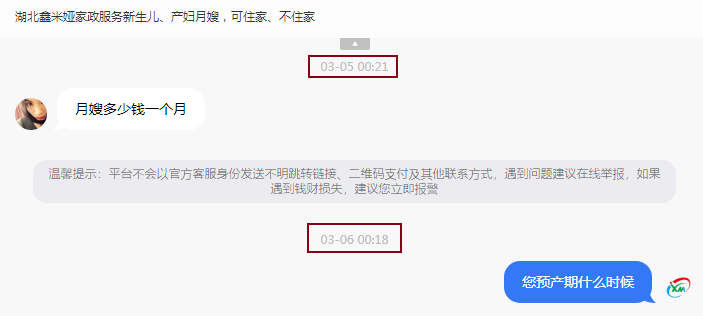 湖北鑫米娅家政服务新生儿、产妇月嫂，可住家、不住家
03-05 00:21
月嫂多少钱一个月
温馨提示：平台不会以官方客服身份发送不明跳转链接、二维码支付及其他联系方式，遇到问题建议在线举报，如果
遇到钱财损失，建议您立即报警
03-06 00:18
您预产期什么时候
XM